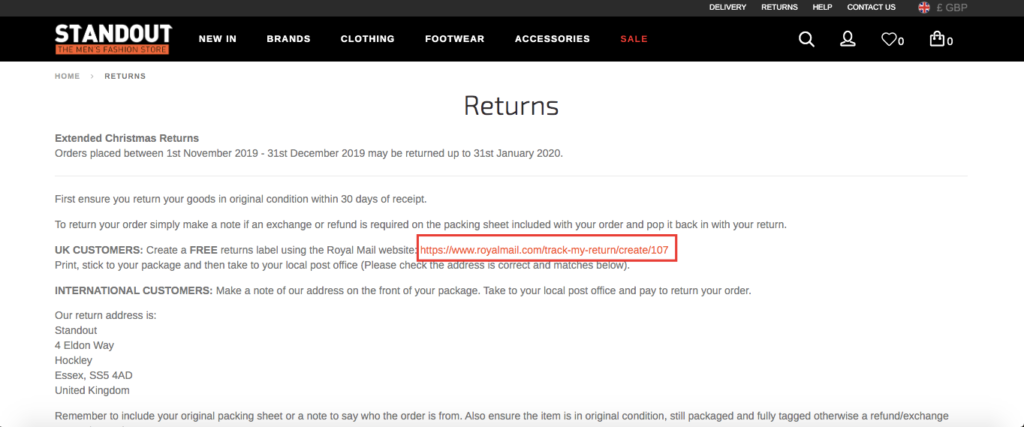 DELIVERY RETURNS HELP CONTACT US £ GBP
STANDOUT
THE MEN'S FASHION STORE
NEW IN BRANDS CLOTHING FOOTWEAR ACCESSORIES SALE 0 0
HOME > RETURNS
Returns
Extended Christmas Returns
Orders placed between 1st November 2019 - 31st December 2019 may be returned up to 31st January 2020.
First ensure you return your goods in original condition within 30 days of receipt.
To return your order simply make a note if an exchange or refund is required on the packing sheet included with your order and pop it back in with your return.
UK CUSTOMERS: Create a FREE returns label using the Royal Mail website: https://www.royalmail.com/track-my-return/create/107
Print, stick to your package and then take to your local post office (Please check the address is correct and matches below).
INTERNATIONAL CUSTOMERS: Make a note of our address on the front of your package. Take to your local post office and pay to return your order.
Our return address is:
Standout
4 Eldon Way
Hockley
Essex, SS5 4AD
United Kingdom
Remember to include your original packing sheet or a note to say who the order is from. Also ensure the item is in original condition, still packaged and fully tagged otherwise a refund/exchange